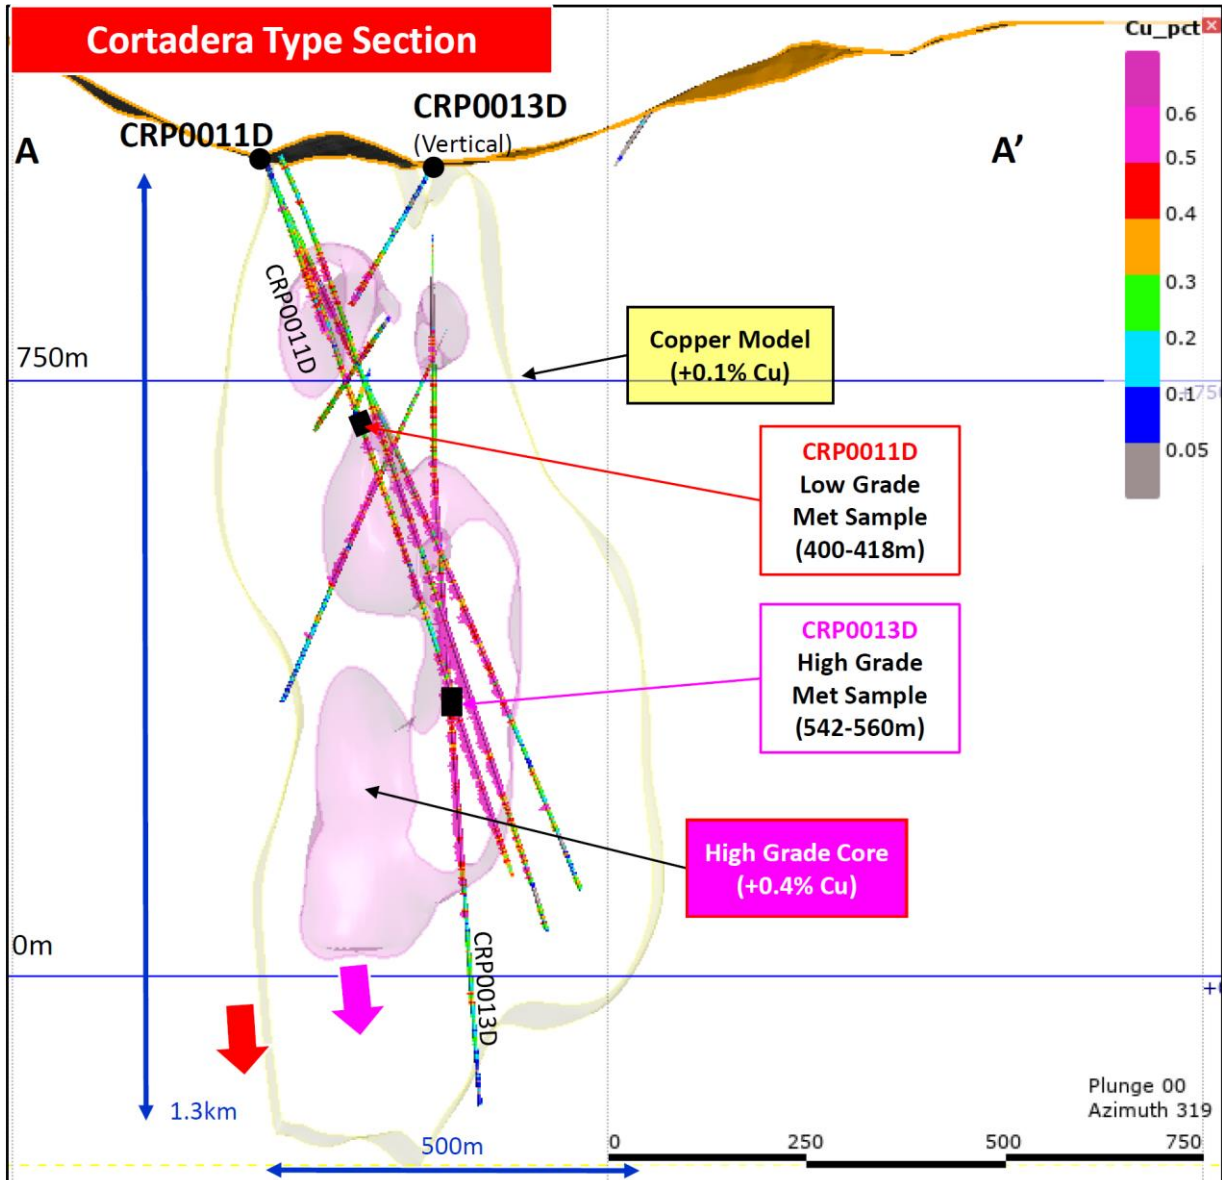 Cortadera Type Section
Cu_pct
CRP0013D
(Vertical)
CRP0011D
A
A'
0.6
0.5
0.4
0.3
0.2
0.1
0.05
CRP0011D
750m
Copper Model
(+0.1% Cu)
CRP0011D
Low Grade
Met Sample
(400-418m)
CRP0013D
High Grade
Met Sample
(542-560m)
High Grade Core
(+0.4% Cu)
0m
CRP0013D
1.3km
500m
Plunge 00
Azimuth 319
0 250 500 750